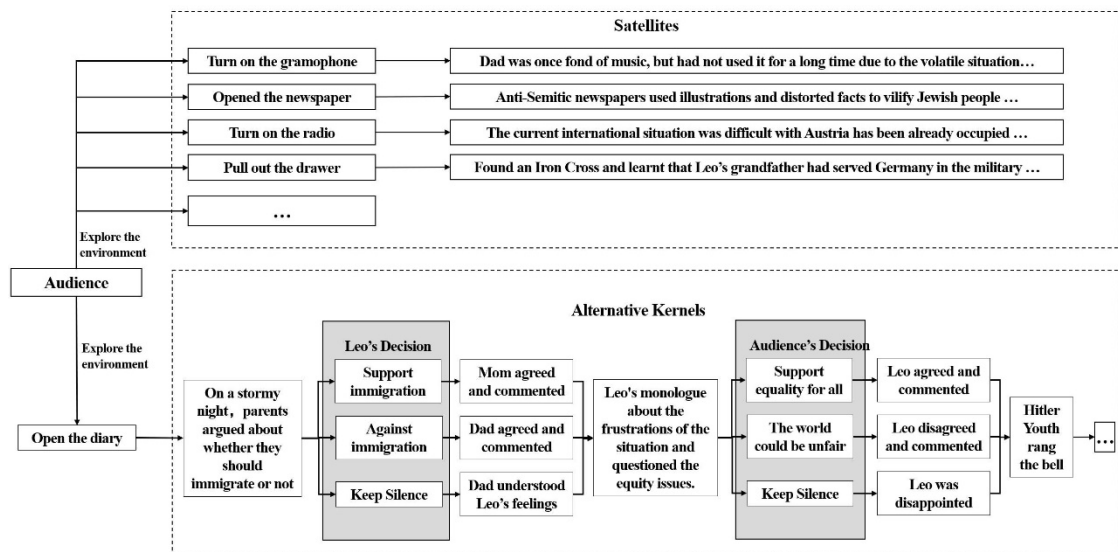 Satellites
Turn on the gramophone
Dad was once fond of music, but had not used it for a long time due to the volatile situation…
Opened the newspaper
Anti-Semitic newspapers used illustrations and distorted facts to vilify Jewish people …
Turn on the radio
The current international situation was difficult with Austria has been already occupied …
Pull out the drawer
Found an Iron Cross and learnt that Leo's grandfather had served Germany in the military …
…
Explore the
environment
Audience
Explore the
environment
Open the diary
Alternative Kernels
On a stormy
night, parents
argued about
whether they
should
immigrate or not
Leo's Decision
Support
immigration
Against
immigration
Keep Silence
Mom agreed
and commented
Dad agreed and
commented
Dad understood
Leo's feelings
Leo's monologue
about the
frustrations of the
situation and
questioned the
equity issues.
Audience's Decision
Support
equality for all
The world
could be unfair
Keep Silence
Leo agreed and
commented
Leo disagreed
and commented
Leo was
disappointed
Hitler
Youth
rang
the bell
…